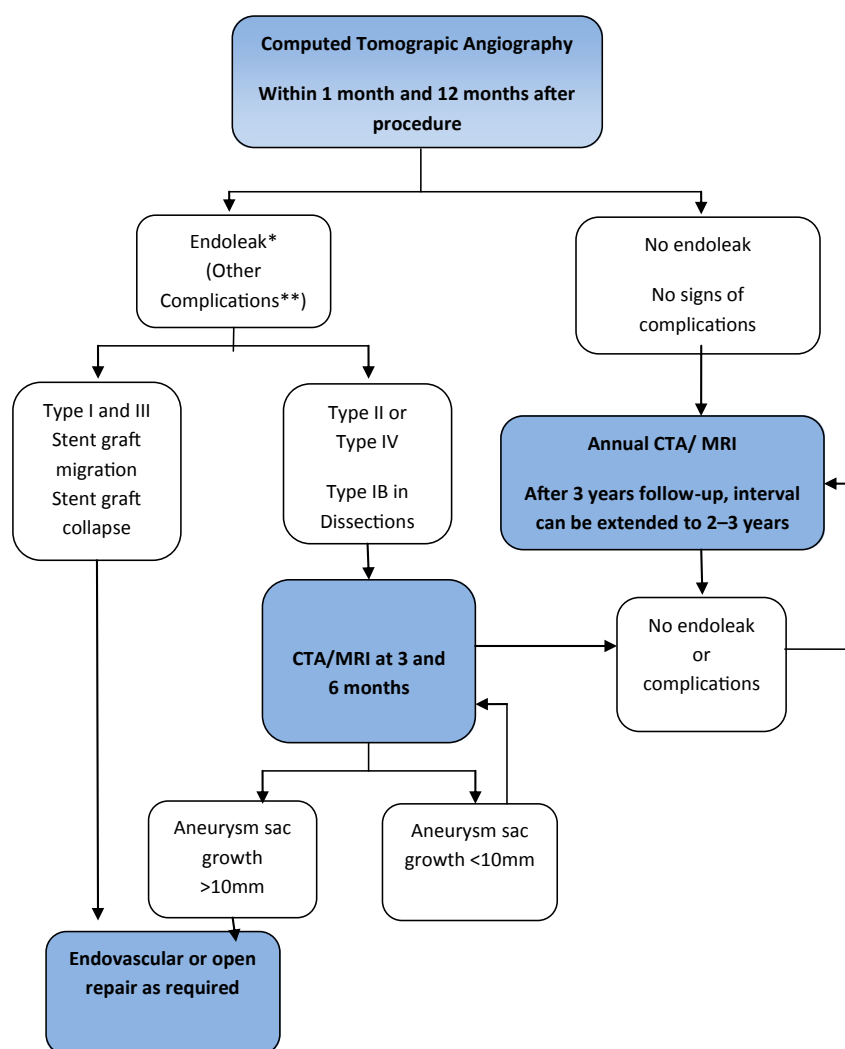 Computed Tomograpic Angiography
Within 1 month and 12 months after
procedure
Endoleak*
(Other
Complications**)
No endoleak
No signs of
complications
Type I and III
Stent graft
migration
Stent graft
collapse
Type II or
Type IV
Type IB in
Dissections
Annual CTA/ MRI
After 3 years follow-up, interval
can be extended to 2–3 years
CTA/MRI at 3 and
6 months
No endoleak
or
complications
Aneurysm sac
growth
>10mm
Aneurysm sac
growth <10mm
Endovascular or open
repair as required